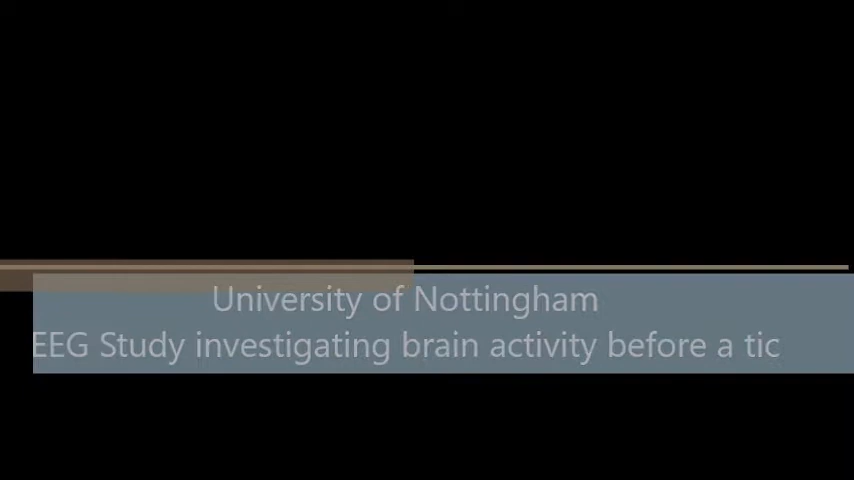 University of Nottingham
EEG Study investigating brain activity before a tic